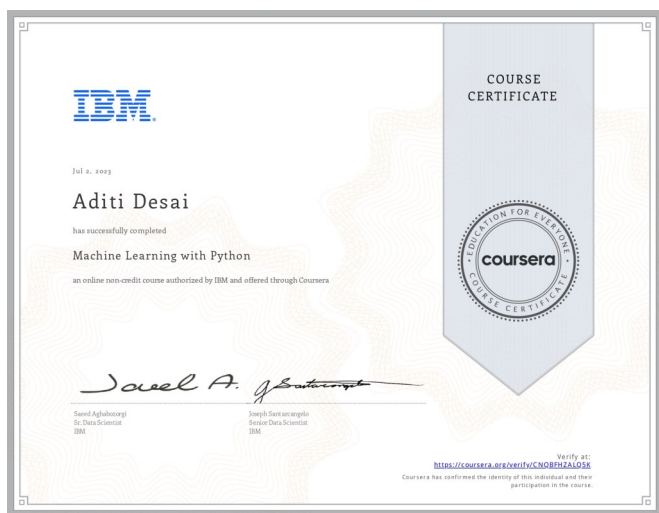 IBM
COURSE
CERTIFICATE
Jul 2, 2023
Aditi Desai
has successfully completed
Machine Learning with Python
an online non-credit course authorized by IBM and offered through Coursera
EDUCATION FOR EVERYONE
coursera
COURSE CERTIFICATE
Saeed Aghabozorgi
Sr. Data Scientist
IBM
Joseph Santarcangelo
Senior Data Scientist
IBM
Verify at:
https://coursera.org/verify/CNQBFHZALQ5K
Coursera has confirmed the identity of this individual and their
participation in the course.